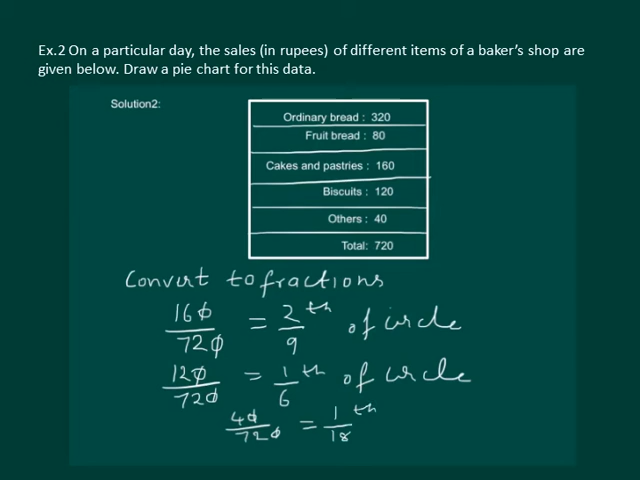 Ex.2 On a particular day, the sales (in rupees) of different items of a baker's shop are
given below. Draw a pie chart for this data.
Solution2:
Ordinary bread : 320
Fruit bread : 80
Cakes and pastries : 160
Biscuits : 120
Others : 40
Total: 720
Convert to fractions
160/720 = 2/9 th of circle
120/720 = 1/6 th of circle
40/720 = 1/18 th